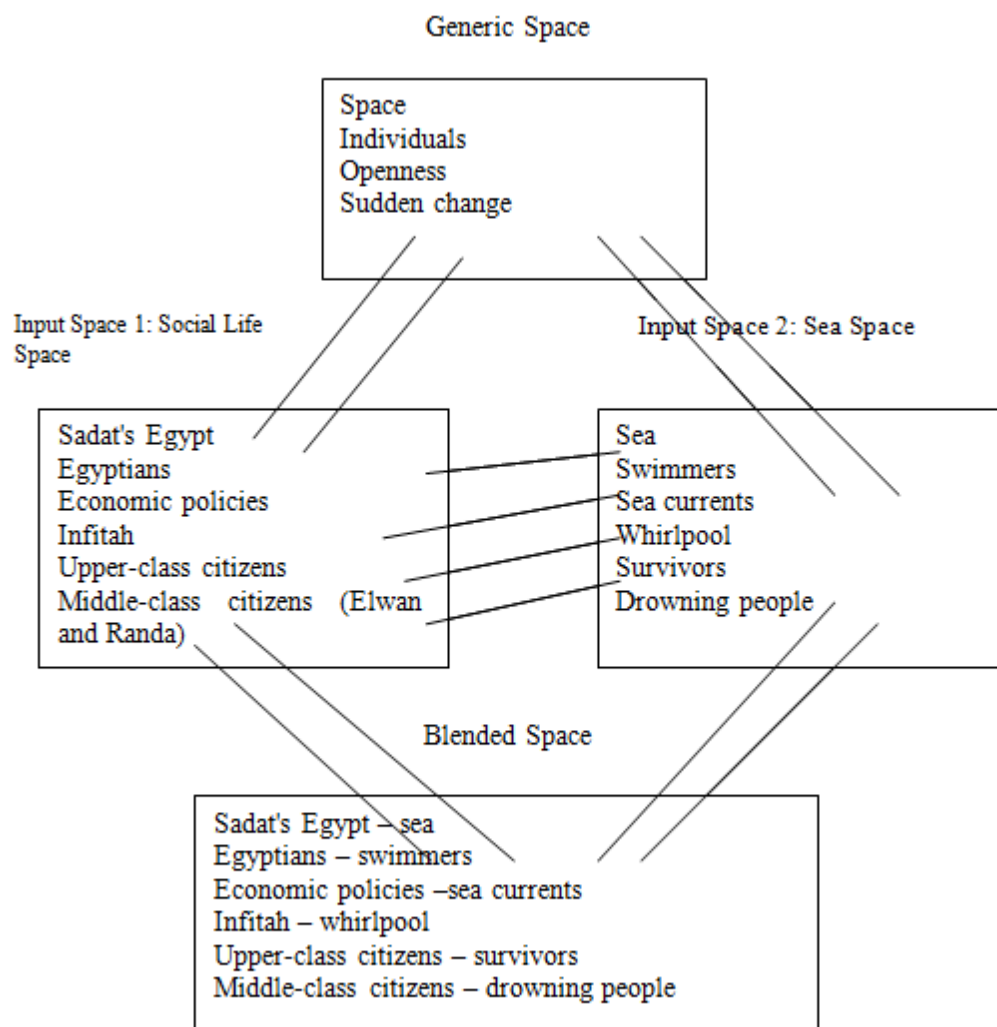 Generic Space
Space
Individuals
Openness
Sudden change
Input Space 1: Social Life
Space
Input Space 2: Sea Space
Sadat's Egypt
Egyptians
Economic policies
Infitah
Upper-class citizens
Middle-class citizens (Elwan
and Randa)
Sea
Swimmers
Sea currents
Whirlpool
Survivors
Drowning people
Blended Space
Sadat's Egypt – sea
Egyptians – swimmers
Economic policies –sea currents
Infitah – whirlpool
Upper-class citizens – survivors
Middle-class citizens – drowning people